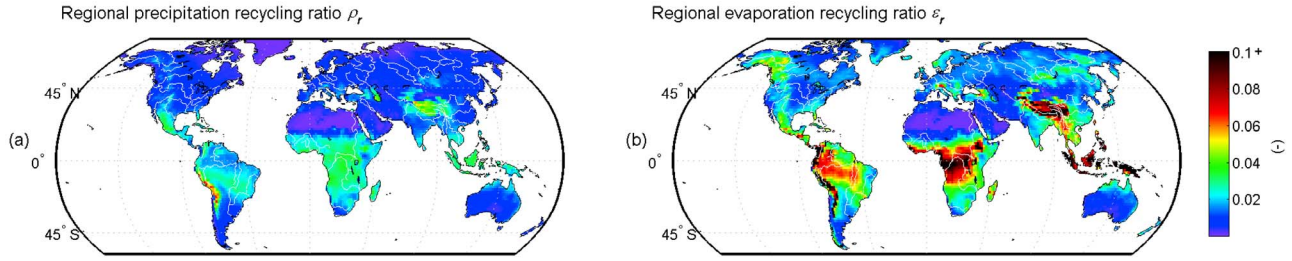 Regional precipitation recycling ratio ρr
Regional evaporation recycling ratio εr
(a)
45° N
0°
45° S
(b)
45° N
0°
45° S
0.1+
0.08
0.06
0.04
0.02
(-)